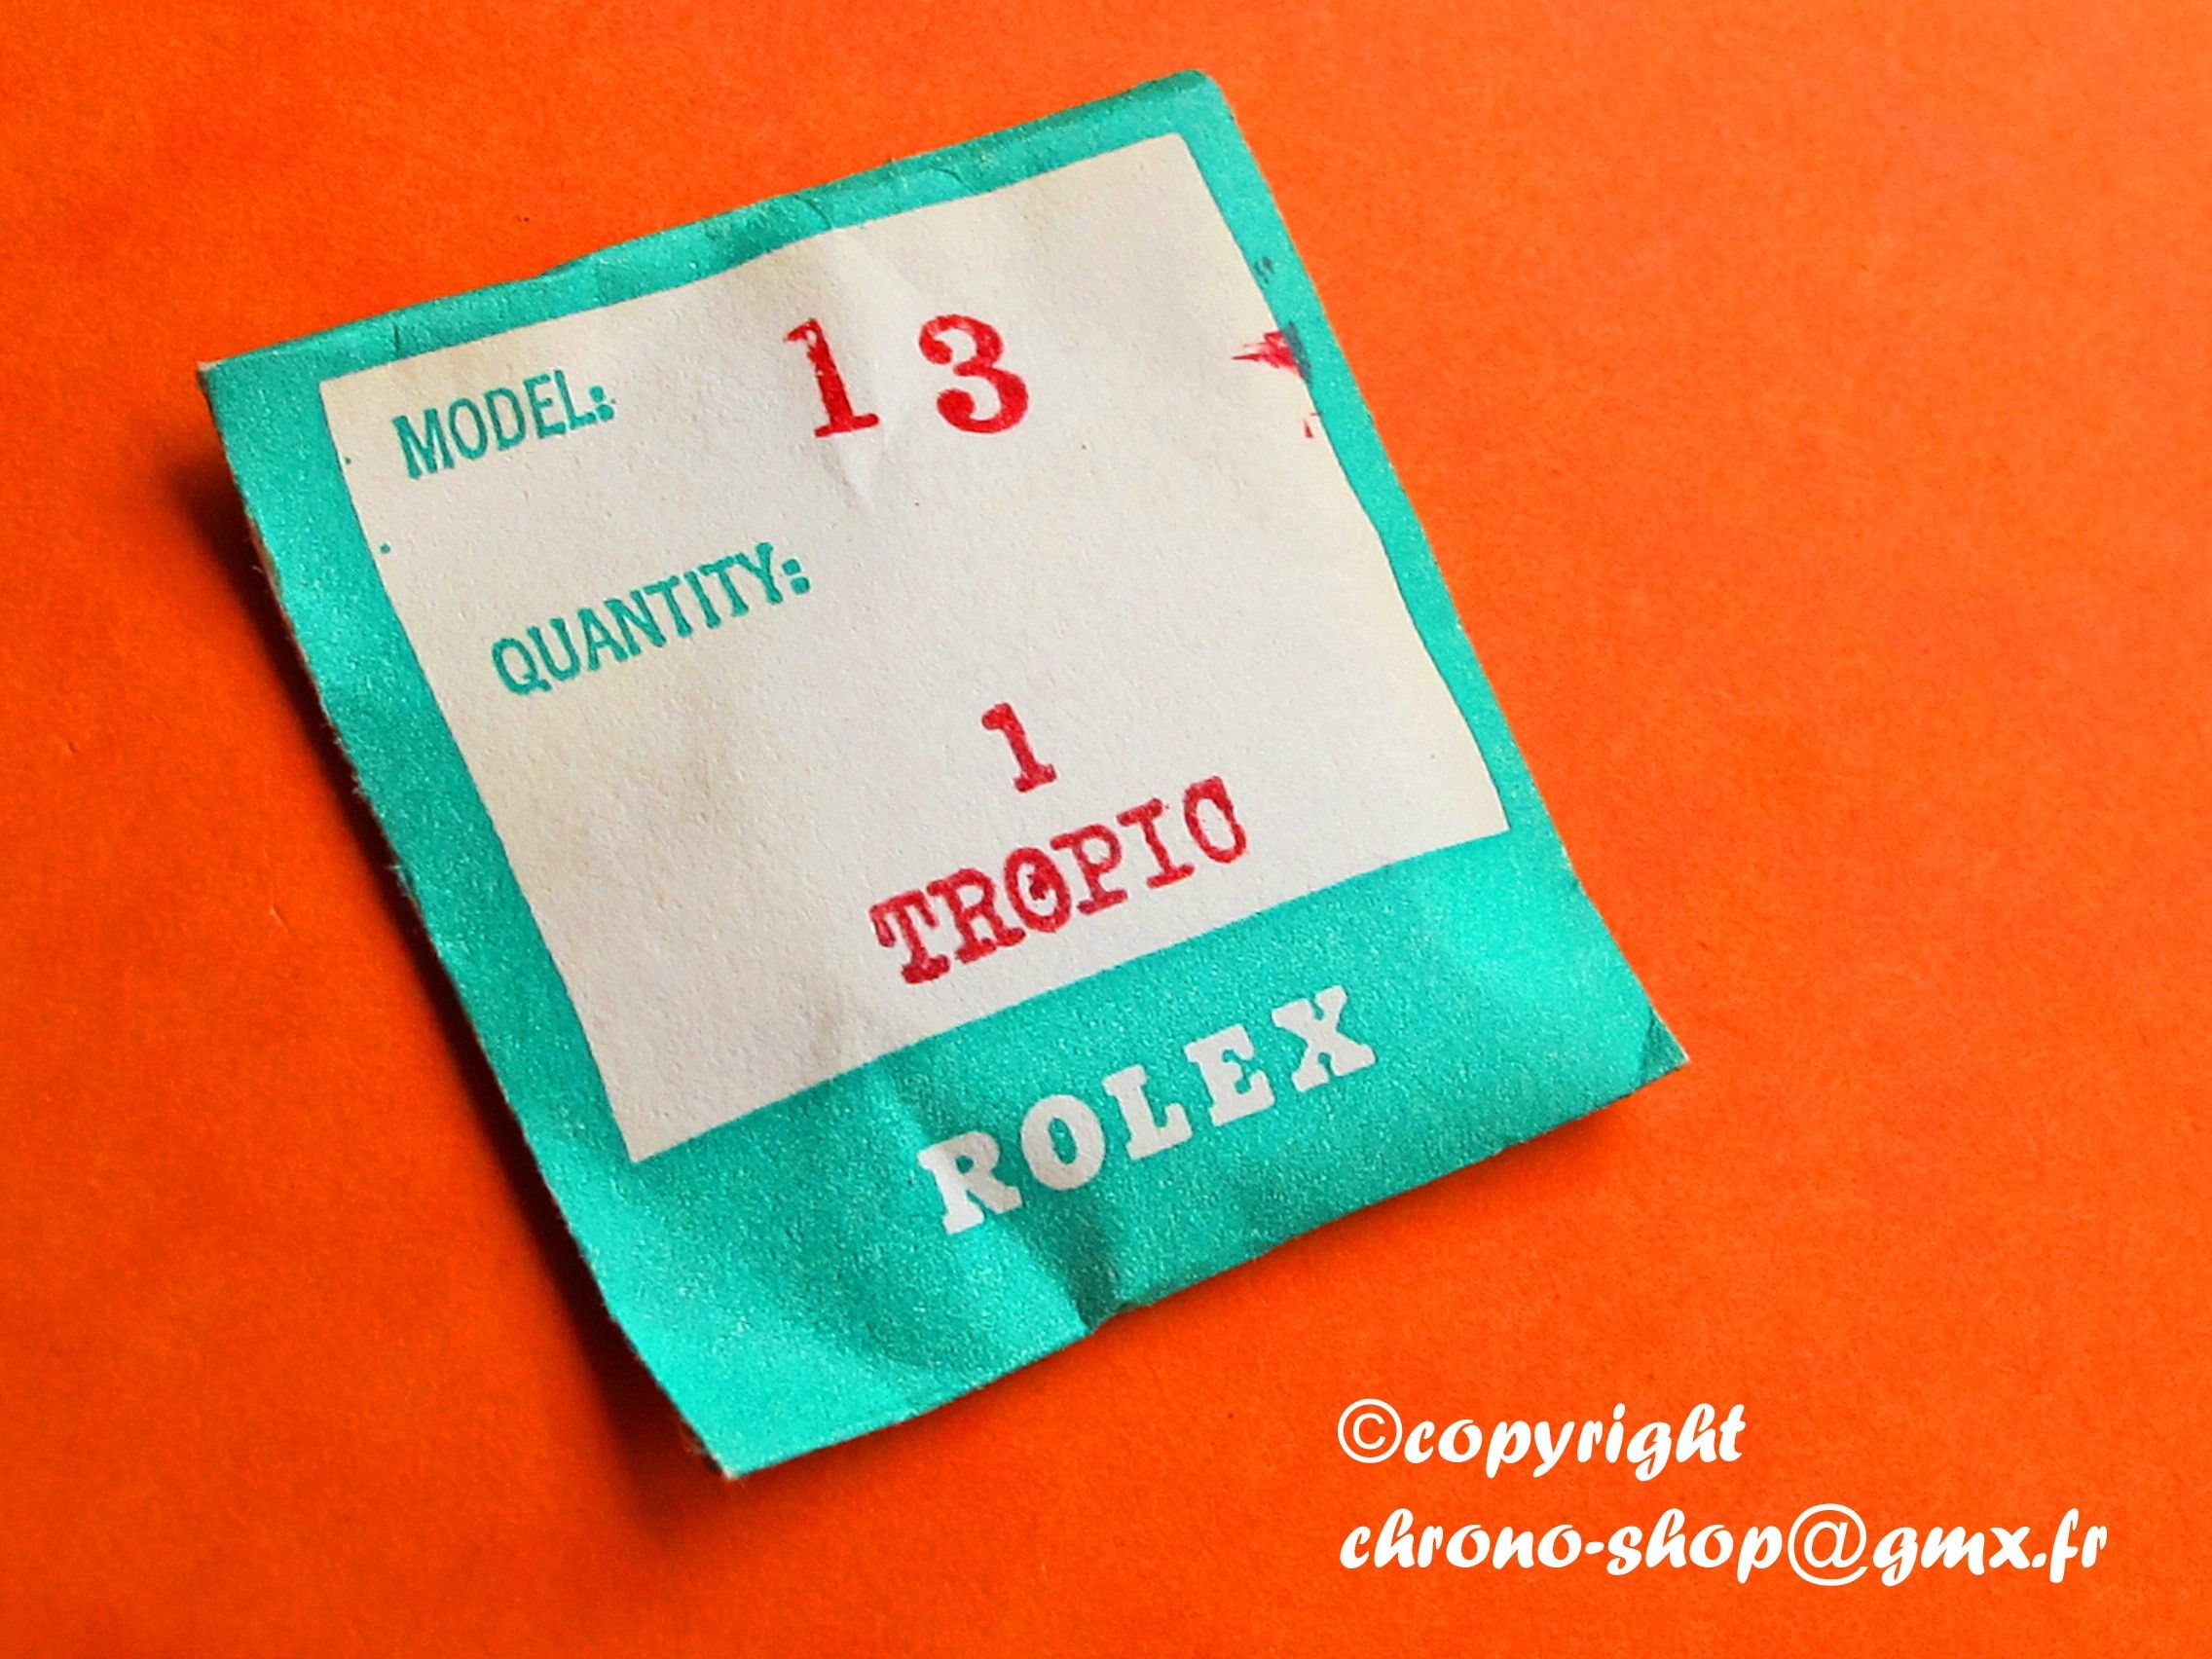 MODEL: 13
QUANTITY:
1
TROPIC
ROLEX
©copyright
chrono-shop@gmx.fr